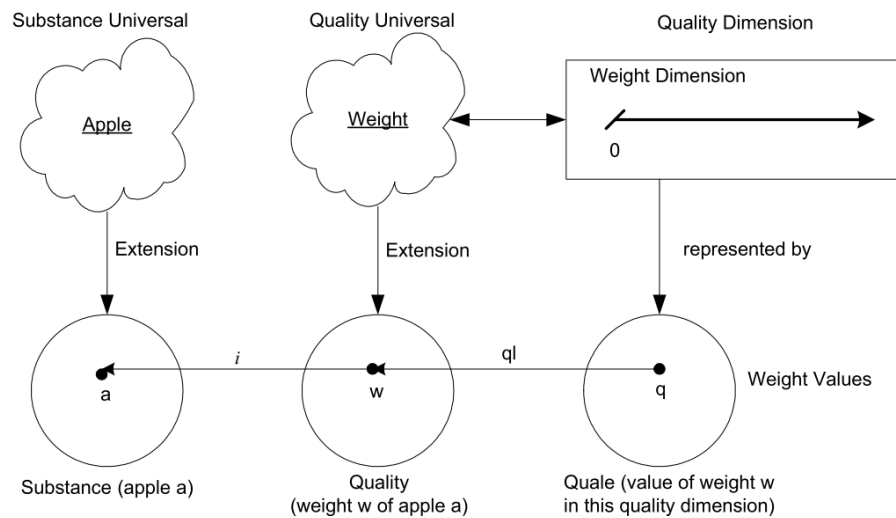 Substance Universal
Quality Universal
Quality Dimension
Apple
Weight
Weight Dimension
0
Extension
Extension
represented by
i
ql
a
w
q
Weight Values
Substance (apple a)
Quality
(weight w of apple a)
Quale (value of weight w
in this quality dimension)